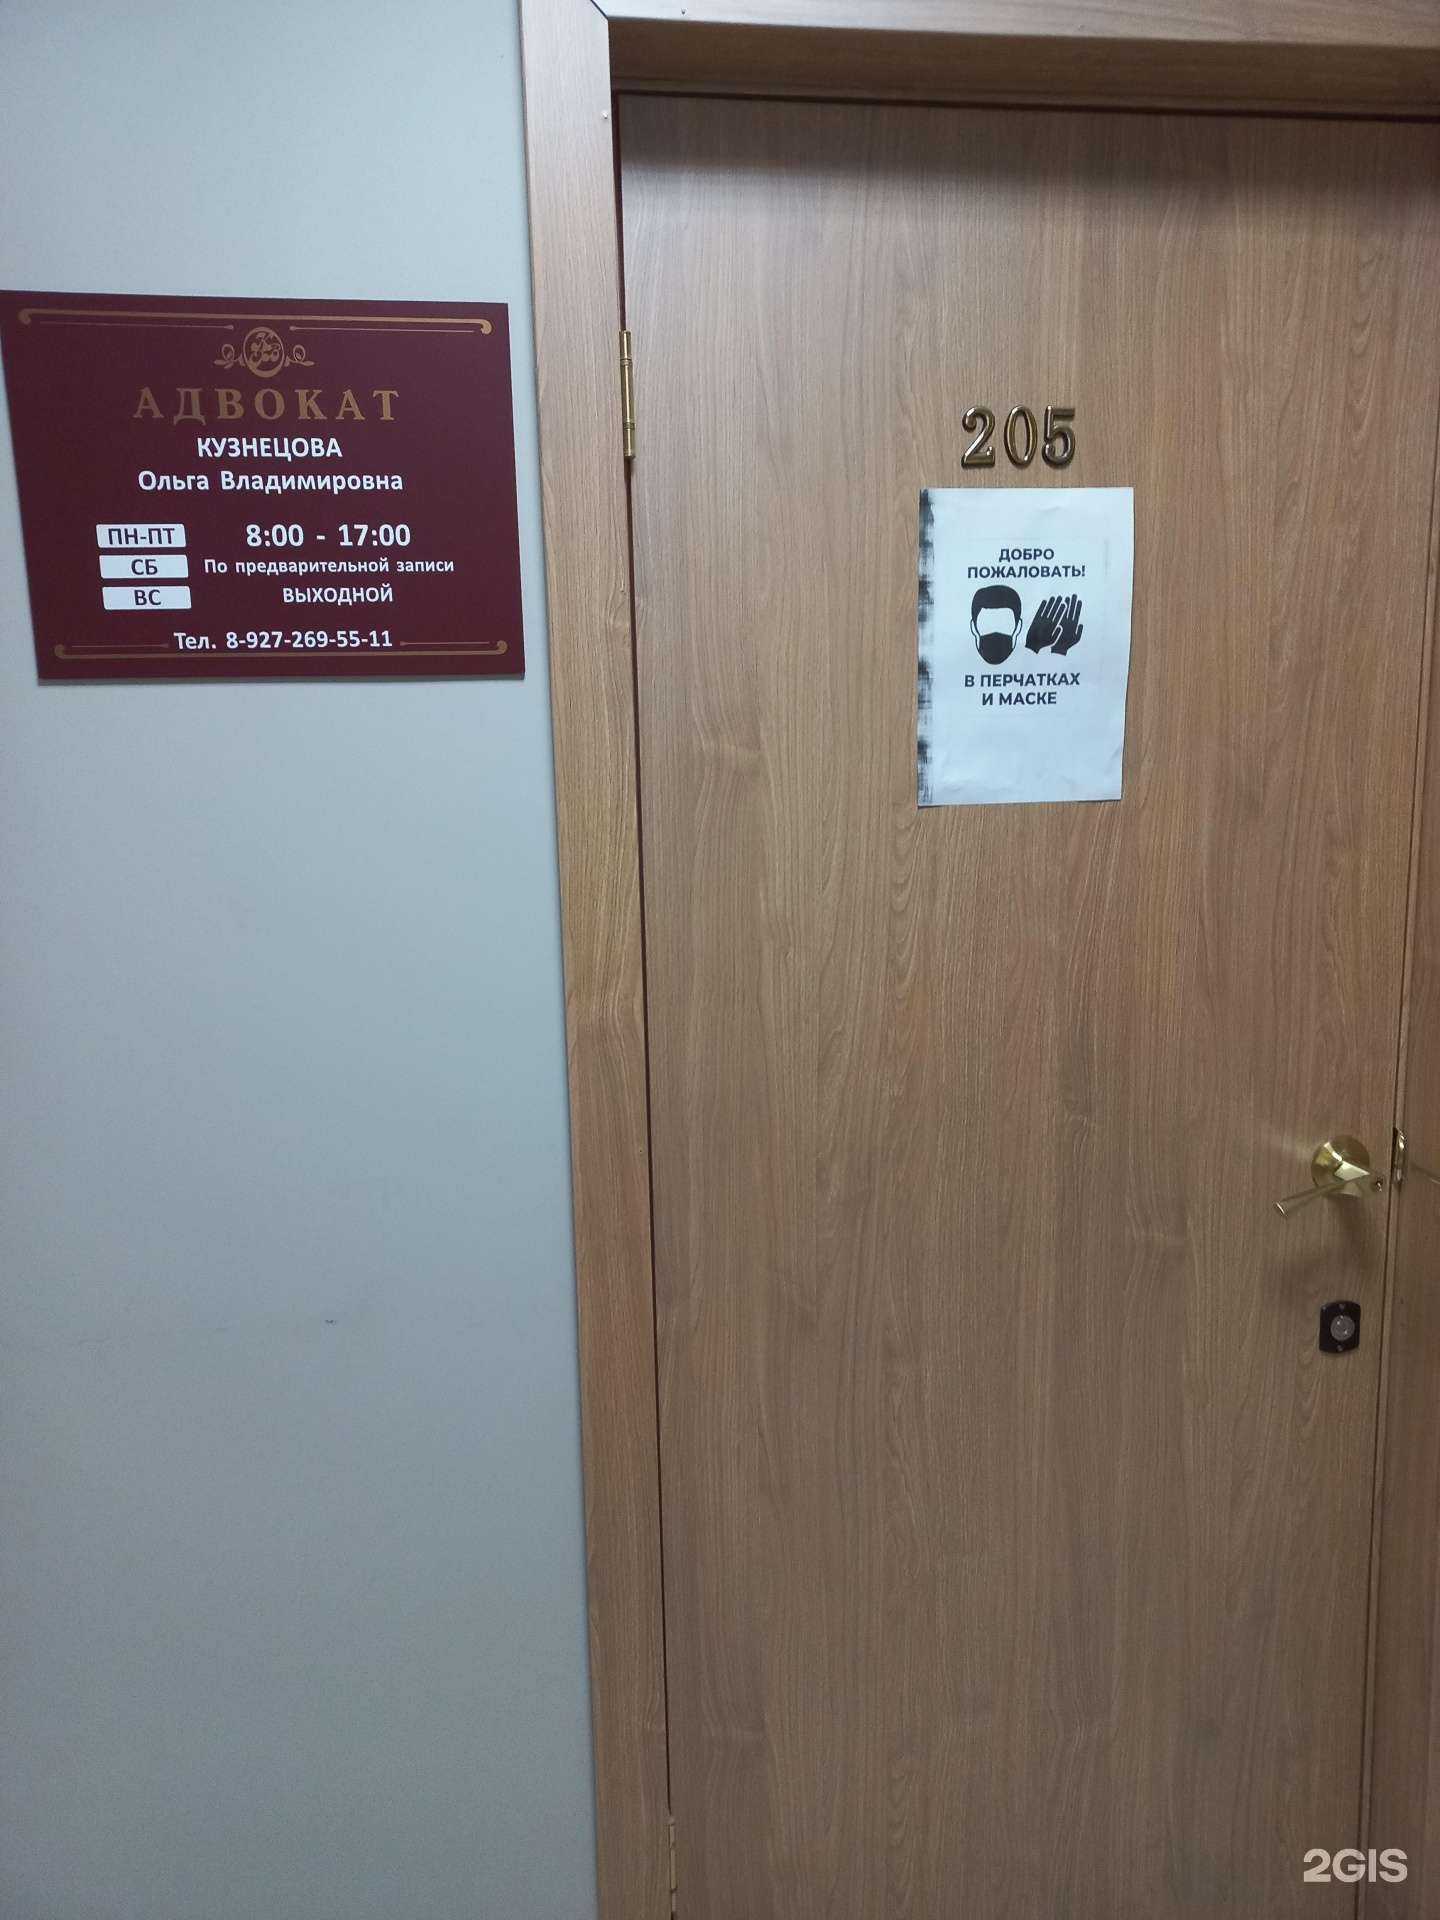 АДВОКАТ
КУЗНЕЦОВА
Ольга Владимировна
ПН-ПТ 8:00 - 17:00
СБ По предварительной записи
ВС ВЫХОДНОЙ
Тел. 8-927-269-55-11
205
ДОБРО
ПОЖАЛОВАТЬ!
В ПЕРЧАТКАХ
И МАСКЕ
2GIS